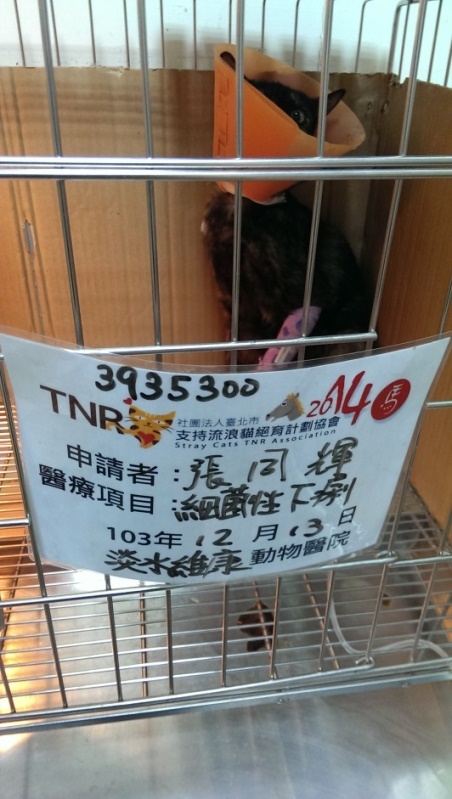 3935300
TNR 社團法人臺北市 2014 馬
支持流浪貓絕育計劃協會
Stray Cats TNR Association
申請者:張同輝
醫療項目:細菌性下痢
103年12月13日
淡水維康動物醫院